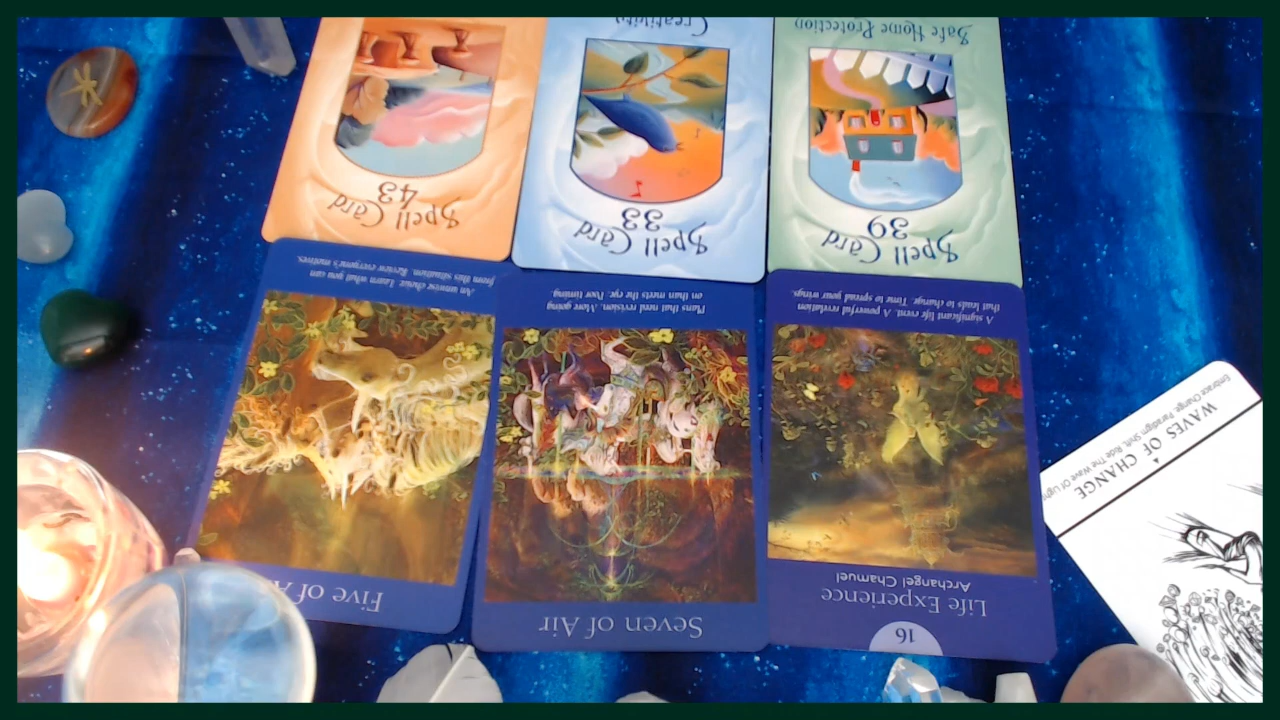 Spell Card
43
Spell Card
33
Creativity
Spell Card
39
Safe Home Protection
Five of A
An unwise choice. Learn what you can
from this situation. Review everyone's motives.
Seven of Air
Plans that need revision. More going
on than meets the eye. Poor timing.
16
Life Experience
Archangel Chamuel
A significant life event. A powerful revelation
that leads to change. Time to spread your wings.
WAVES OF CHANGE
Embrace Change, Paradigm Shift, Ride The Wave Of Light